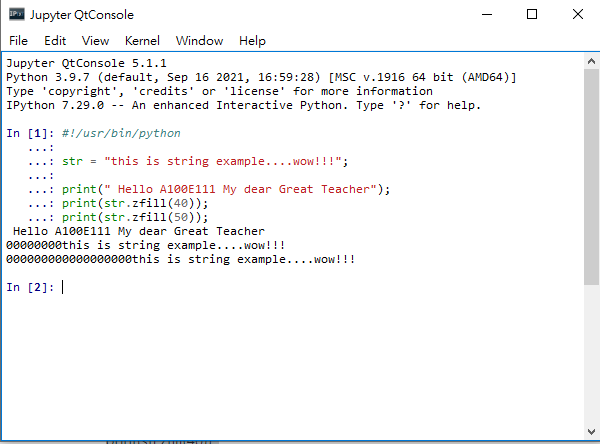 Jupyter QtConsole
File Edit View Kernel Window Help
Jupyter QtConsole 5.1.1
Python 3.9.7 (default, Sep 16 2021, 16:59:28) [MSC v.1916 64 bit (AMD64)]
Type 'copyright', 'credits' or 'license' for more information
IPython 7.29.0 -- An enhanced Interactive Python. Type '?' for help.
In [1]: #!/usr/bin/python
...:
...: str = "this is string example....wow!!!";
...:
...: print(" Hello A100E111 My dear Great Teacher");
...: print(str.zfill(40));
...: print(str.zfill(50));
Hello A100E111 My dear Great Teacher
00000000this is string example....wow!!!
000000000000000000this is string example....wow!!!
In [2]: